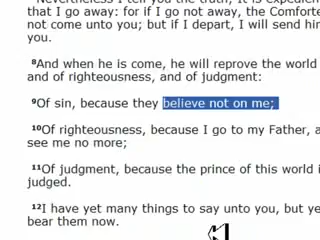 Nevertheless I tell you the truth; It is expedien
that I go away: for if I go not away, the Comforte
not come unto you; but if I depart, I will send him
you.
8And when he is come, he will reprove the world
and of righteousness, and of judgment:
9Of sin, because they believe not on me;
10Of righteousness, because I go to my Father, a
see me no more;
11Of judgment, because the prince of this world i
judged.
12I have yet many things to say unto you, but ye
bear them now.